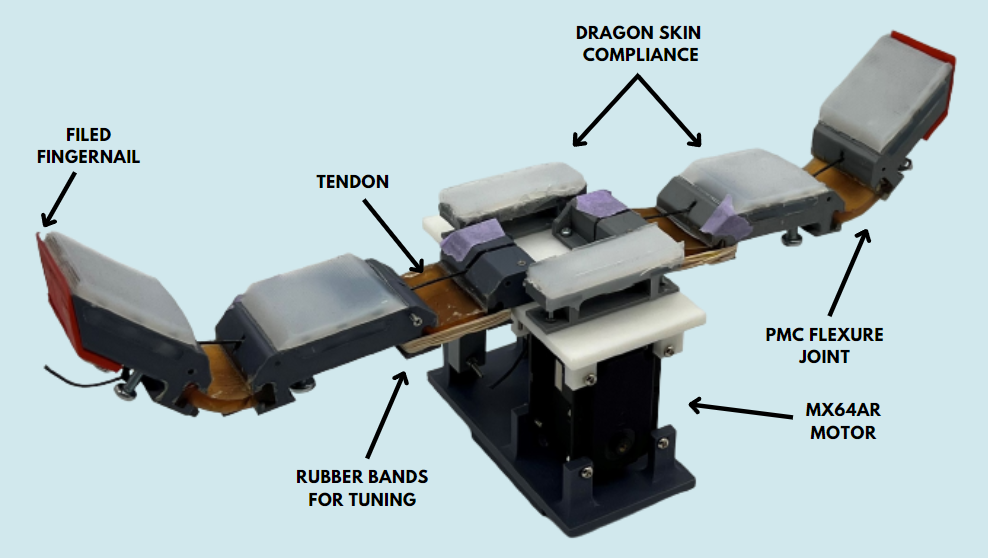 DRAGON SKIN
COMPLIANCE
FILED
FINGERNAIL
TENDON
PMC FLEXURE
JOINT
MX64AR
MOTOR
RUBBER BANDS
FOR TUNING